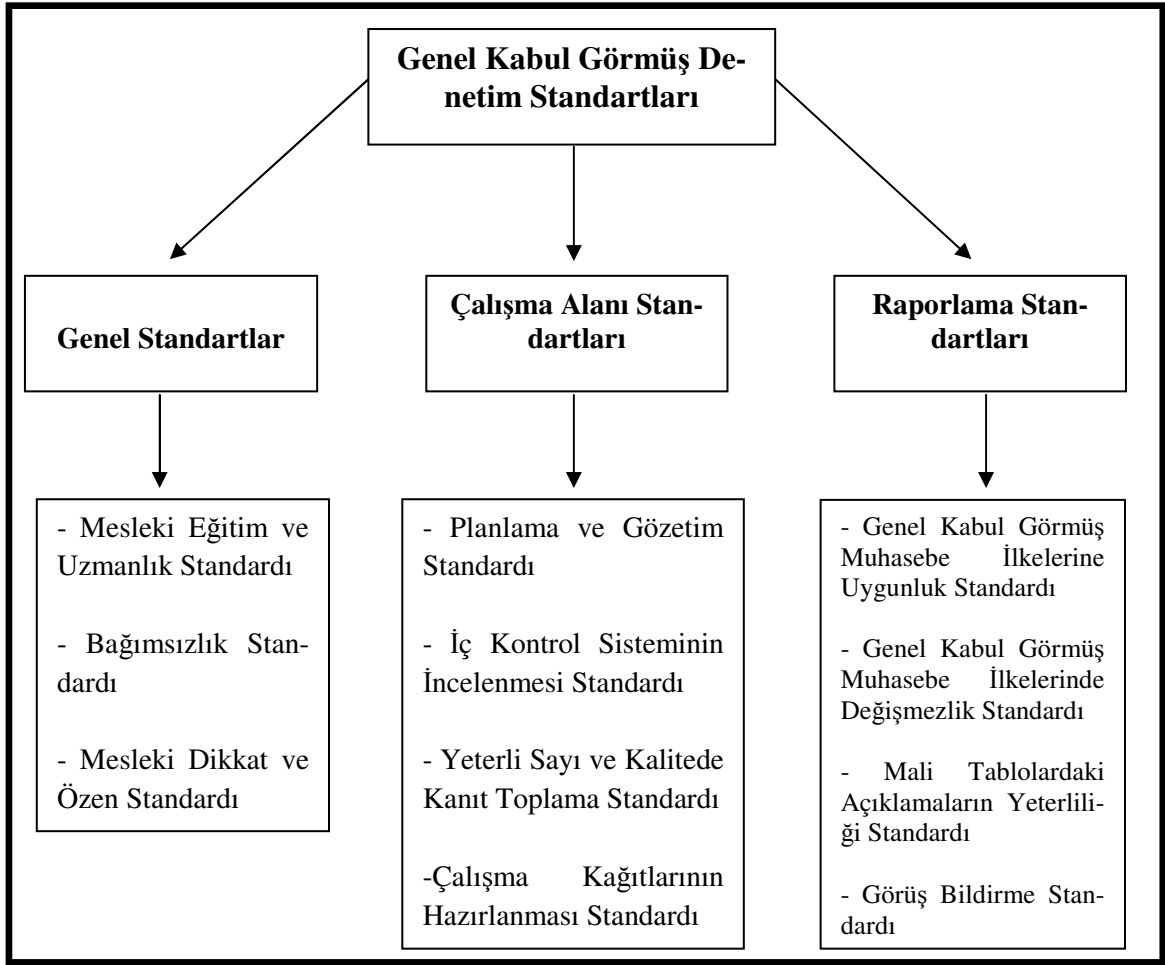 Genel Kabul Görmüş De-
netim Standartları
Genel Standartlar
Çalışma Alanı Stan-
dartları
Raporlama Stan-
dartları
- Mesleki Eğitim ve
Uzmanlık Standardı
- Bağımsızlık Stan-
dardı
- Mesleki Dikkat ve
Özen Standardı
- Planlama ve Gözetim
Standardı
- İç Kontrol Sisteminin
İncelenmesi Standardı
- Yeterli Sayı ve Kalitede
Kanıt Toplama Standardı
-Çalışma Kağıtlarının
Hazırlanması Standardı
- Genel Kabul Görmüş
Muhasebe İlkelerine
Uygunluk Standardı
- Genel Kabul Görmüş
Muhasebe İlkelerinde
Değişmezlik Standardı
- Mali Tablolardaki
Açıklamaların Yeterlili-
ği Standardı
- Görüş Bildirme Stan-
dardı